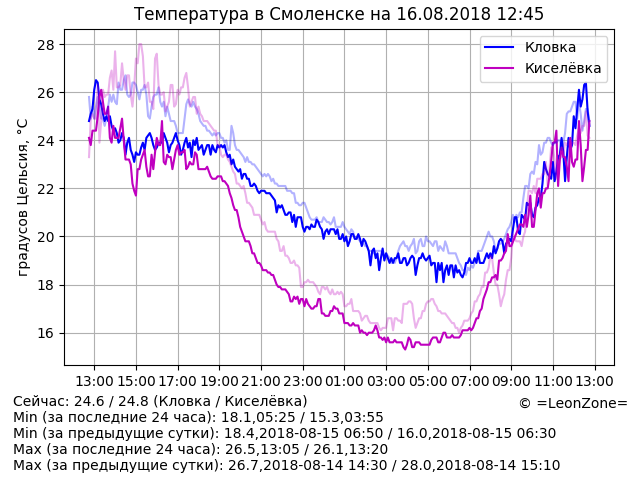 Температура в Смоленске на 16.08.2018 12:45
Кловка
Киселёвка
градусов Цельсия, °C
28
26
24
22
20
18
16
13:00 15:00 17:00 19:00 21:00 23:00 01:00 03:00 05:00 07:00 09:00 11:00 13:00
Сейчас: 24.6 / 24.8 (Кловка / Киселёвка)
© =LeonZone=
Min (за последние 24 часа): 18.1,05:25 / 15.3,03:55
Min (за предыдущие сутки): 18.4,2018-08-15 06:50 / 16.0,2018-08-15 06:30
Max (за последние 24 часа): 26.5,13:05 / 26.1,13:20
Max (за предыдущие сутки): 26.7,2018-08-14 14:30 / 28.0,2018-08-14 15:10